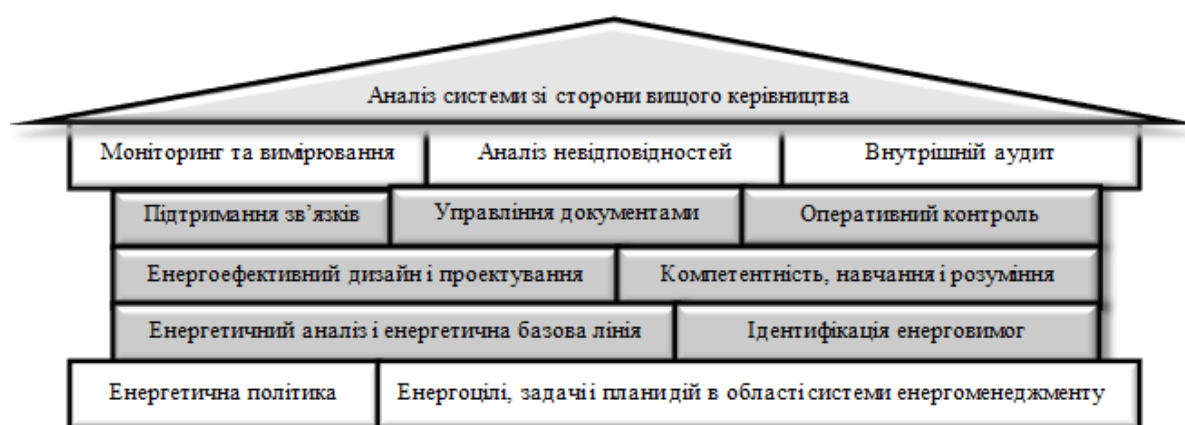 Аналіз системи зі сторони вищого керівництва
Моніторинг та вимірювання
Аналіз невідповідностей
Внутрішній аудит
Підтримання зв’язків
Управління документами
Оперативний контроль
Енергоефективний дизайн і проектування
Компетентність, навчання і розуміння
Енергетичний аналіз і енергетична базова лінія
Ідентифікація енерговимог
Енергетична політика
Енергоцілі, задачі і плани дій в області системи енергоменеджменту